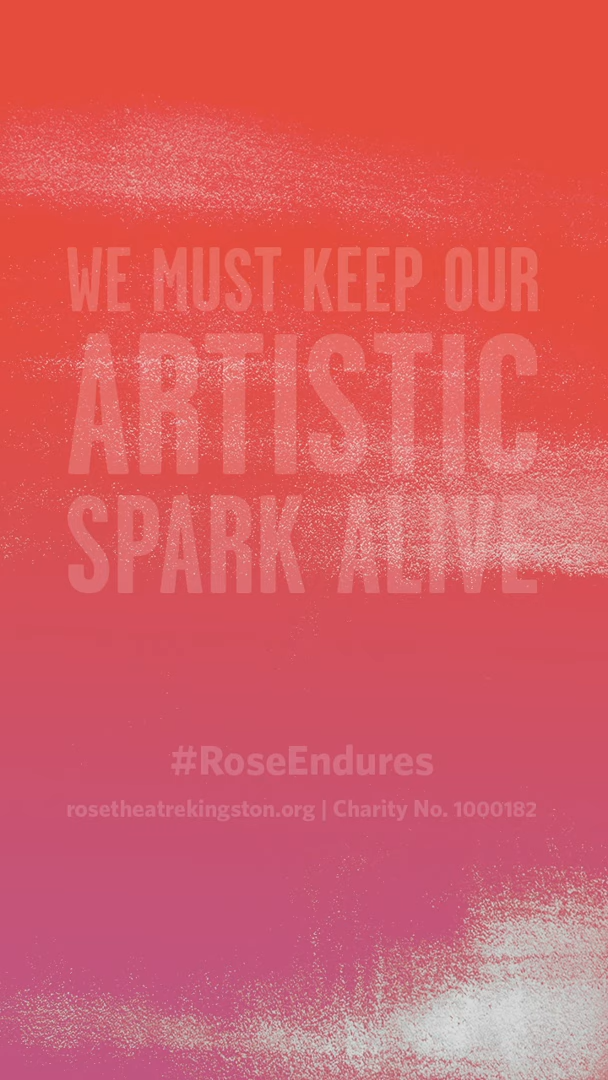 WE MUST KEEP OUR
ARTISTIC
SPARK ALIVE
#RoseEndures
rosetheatrekingston.org | Charity No. 1000182